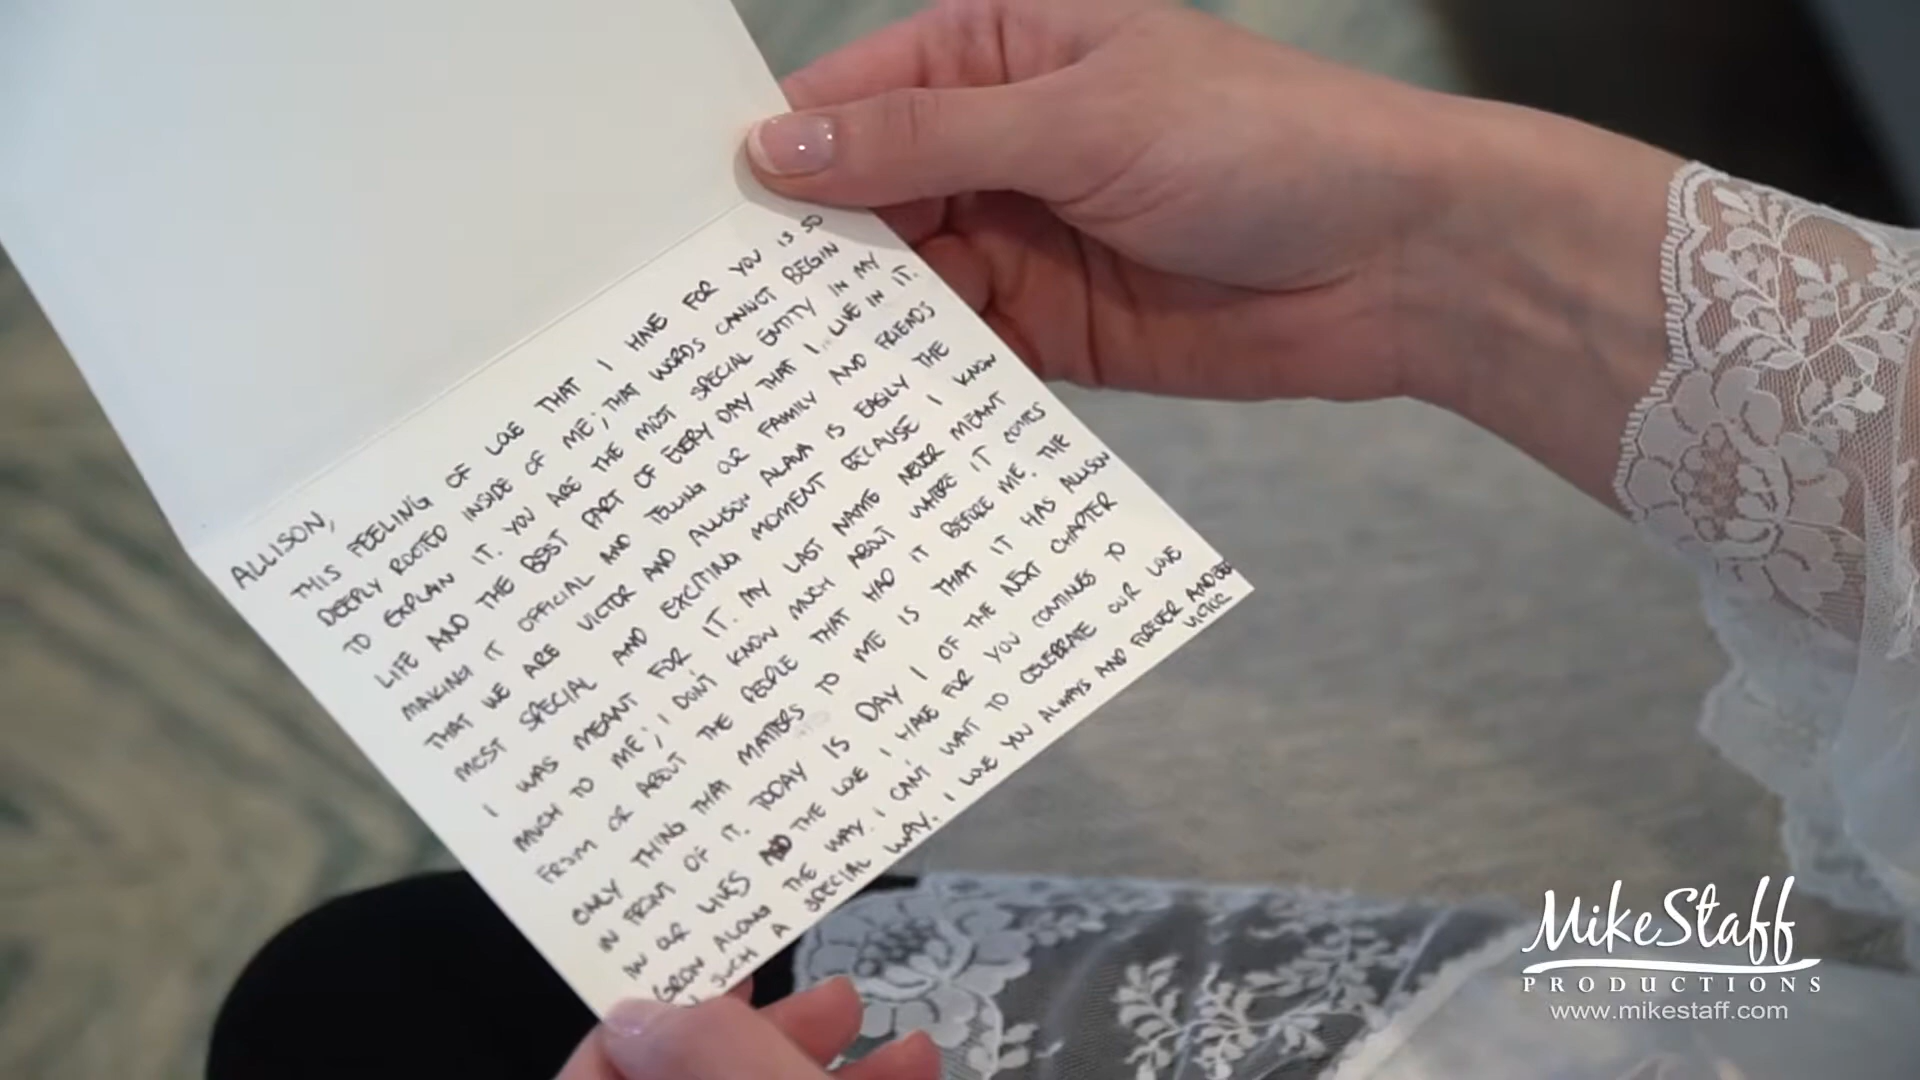 ALLISON,
THIS FEELING OF LOVE THAT I HAVE FOR YOU IS SO
DEEPLY ROOTED INSIDE OF ME; THAT WORDS CANNOT BEGIN
TO EXPLAIN IT. YOU ARE THE MOST SPECIAL ENTITY IN MY
LIFE AND THE BEST PART OF EVERY DAY THAT I LIVE IN IT.
MAKING IT OFFICIAL AND TELLING OUR FAMILY AND FRIENDS
THAT WE ARE VICTOR AND ALLISON ALAVA IS EASILY THE
MOST SPECIAL AND EXCITING MOMENT BECAUSE I KNOW
I WAS MEANT FOR IT. MY LAST NAME NEVER MEANT
MUCH TO ME; I DON'T KNOW MUCH ABOUT WHERE IT COMES
FROM OR ABOUT THE PEOPLE THAT HAD IT BEFORE ME. THE
ONLY THING THAT MATTERS TO ME IS THAT IT HAS ALLISON
IN FRONT OF IT. TODAY IS DAY 1 OF THE NEXT CHAPTER
IN OUR LIVES AND THE LOVE I HAVE FOR YOU CONTINUES TO
GROW ALONG THE WAY. I CAN'T WAIT TO CELEBRATE OUR LOVE
SUCH A SPECIAL WAY. I LOVE YOU ALWAYS AND FOREVER AND
VICTOR
MikeStaff
PRODUCTIONS
www.mikestaff.com